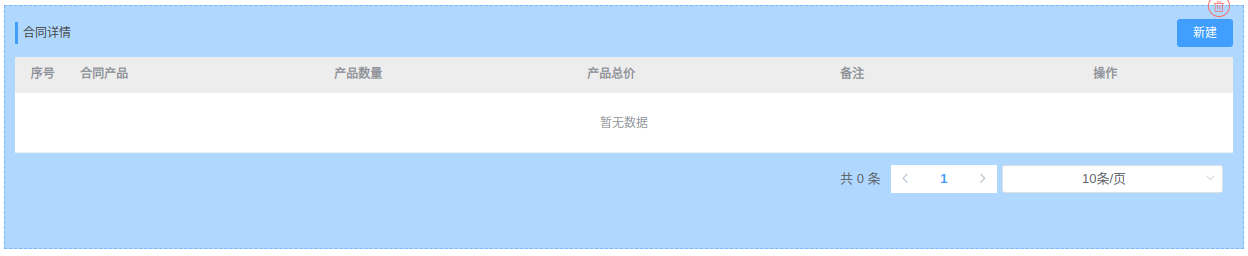 合同详情
新建
序号 合同产品 产品数量 产品总价 备注 操作
暂无数据
共 0 条 1 10条/页